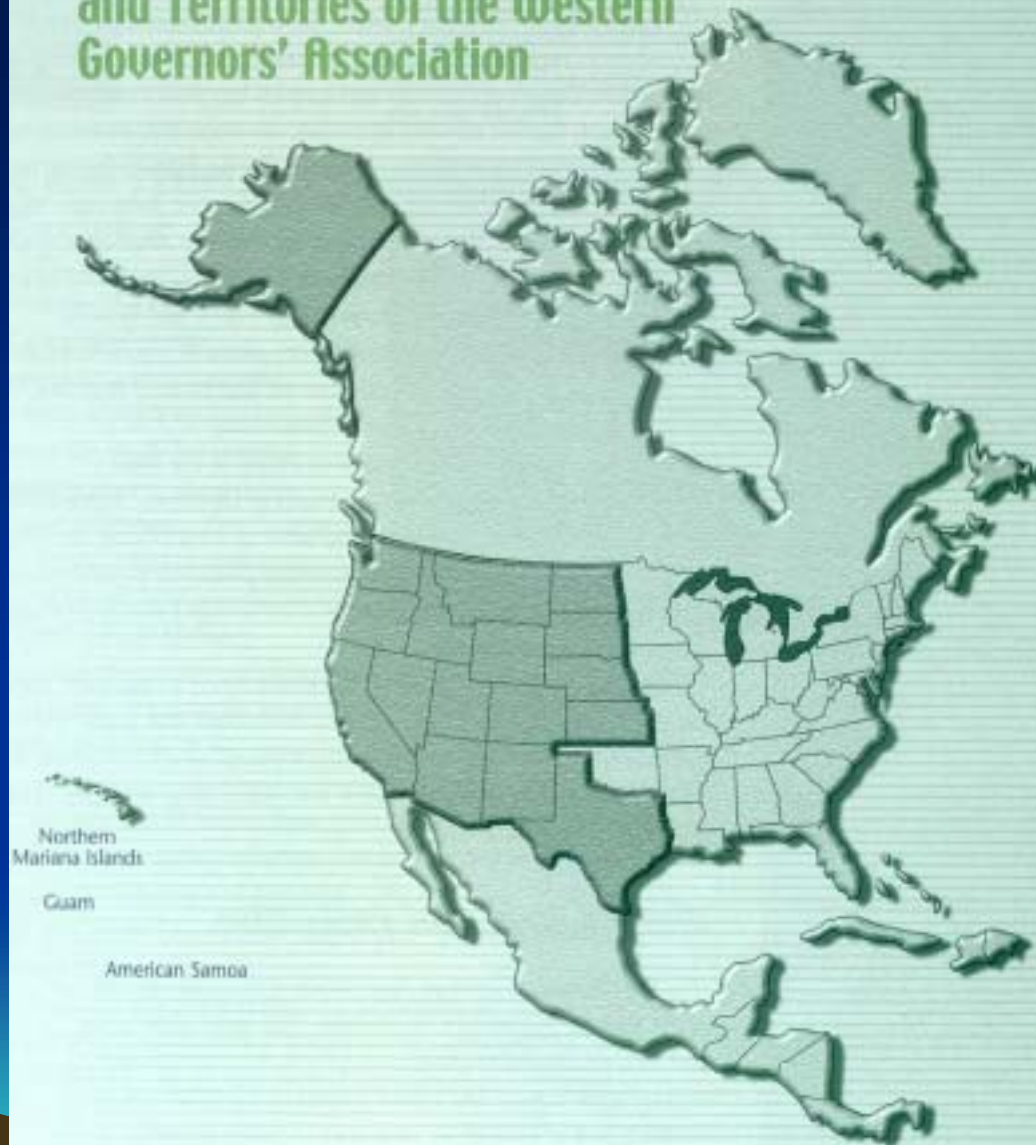 and Territories of the Western
Governors' Association
Northern
Mariana Islands
Guam
American Samoa